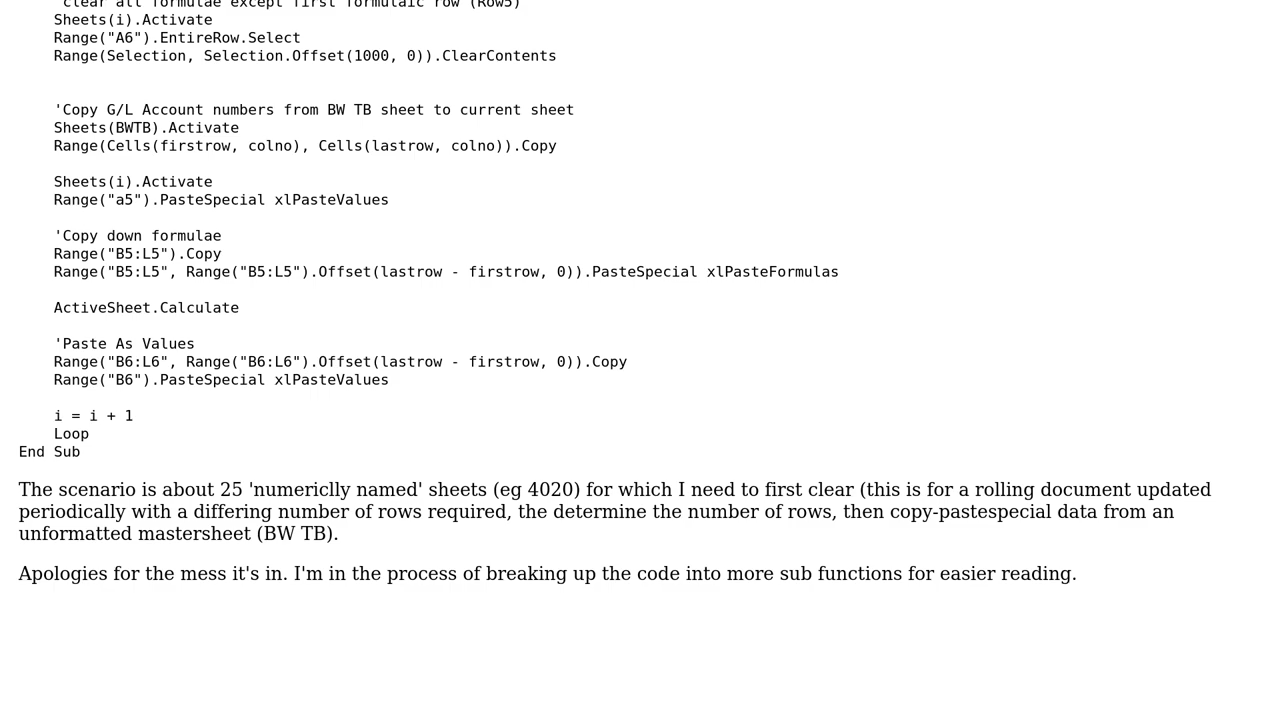 'clear all formulae except first formulaic row (Row5)
Sheets(i).Activate
Range("A6").EntireRow.Select
Range(Selection, Selection.Offset(1000, 0)).ClearContents
'Copy G/L Account numbers from BW TB sheet to current sheet
Sheets(BWTB).Activate
Range(Cells(firstrow, colno), Cells(lastrow, colno)).Copy
Sheets(i).Activate
Range("a5").PasteSpecial xlPasteValues
'Copy down formulae
Range("B5:L5").Copy
Range("B5:L5", Range("B5:L5").Offset(lastrow - firstrow, 0)).PasteSpecial xlPasteFormulas
ActiveSheet.Calculate
'Paste As Values
Range("B6:L6", Range("B6:L6").Offset(lastrow - firstrow, 0)).Copy
Range("B6").PasteSpecial xlPasteValues
i = i + 1
Loop
End Sub
The scenario is about 25 'numericlly named' sheets (eg 4020) for which I need to first clear (this is for a rolling document updated
periodically with a differing number of rows required, the determine the number of rows, then copy-pastespecial data from an
unformatted mastersheet (BW TB).
Apologies for the mess it's in. I'm in the process of breaking up the code into more sub functions for easier reading.